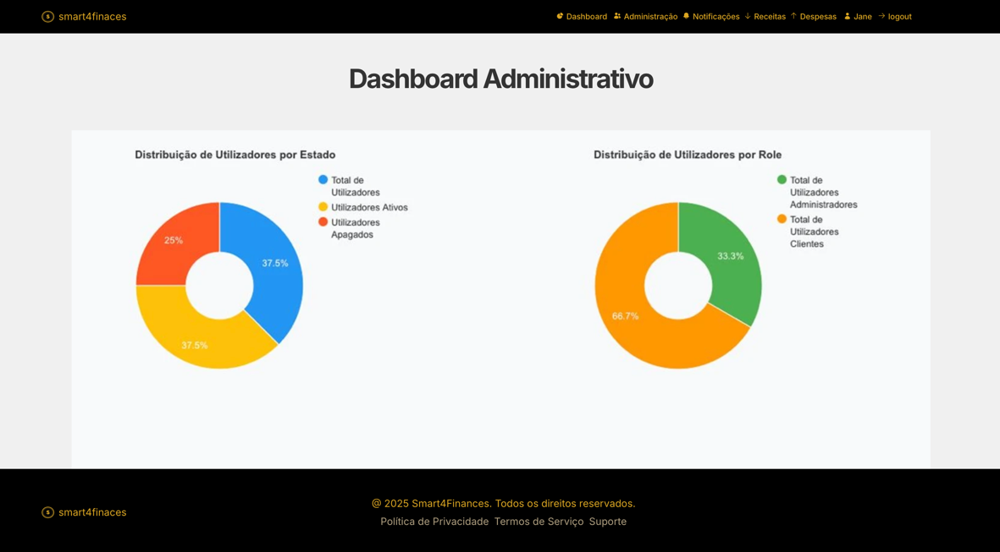 smart4finaces
Dashboard Administração Notificações Receitas Despesas Jane logout
Dashboard Administrativo
Distribuição de Utilizadores por Estado
Total de
Utilizadores
Utilizadores Ativos
Utilizadores
Apagados
25%
37.5%
37.5%
Distribuição de Utilizadores por Role
Total de
Utilizadores
Administradores
Total de
Utilizadores
Clientes
33.3%
66.7%
smart4finaces
@ 2025 Smart4Finances. Todos os direitos reservados.
Política de Privacidade Termos de Serviço Suporte